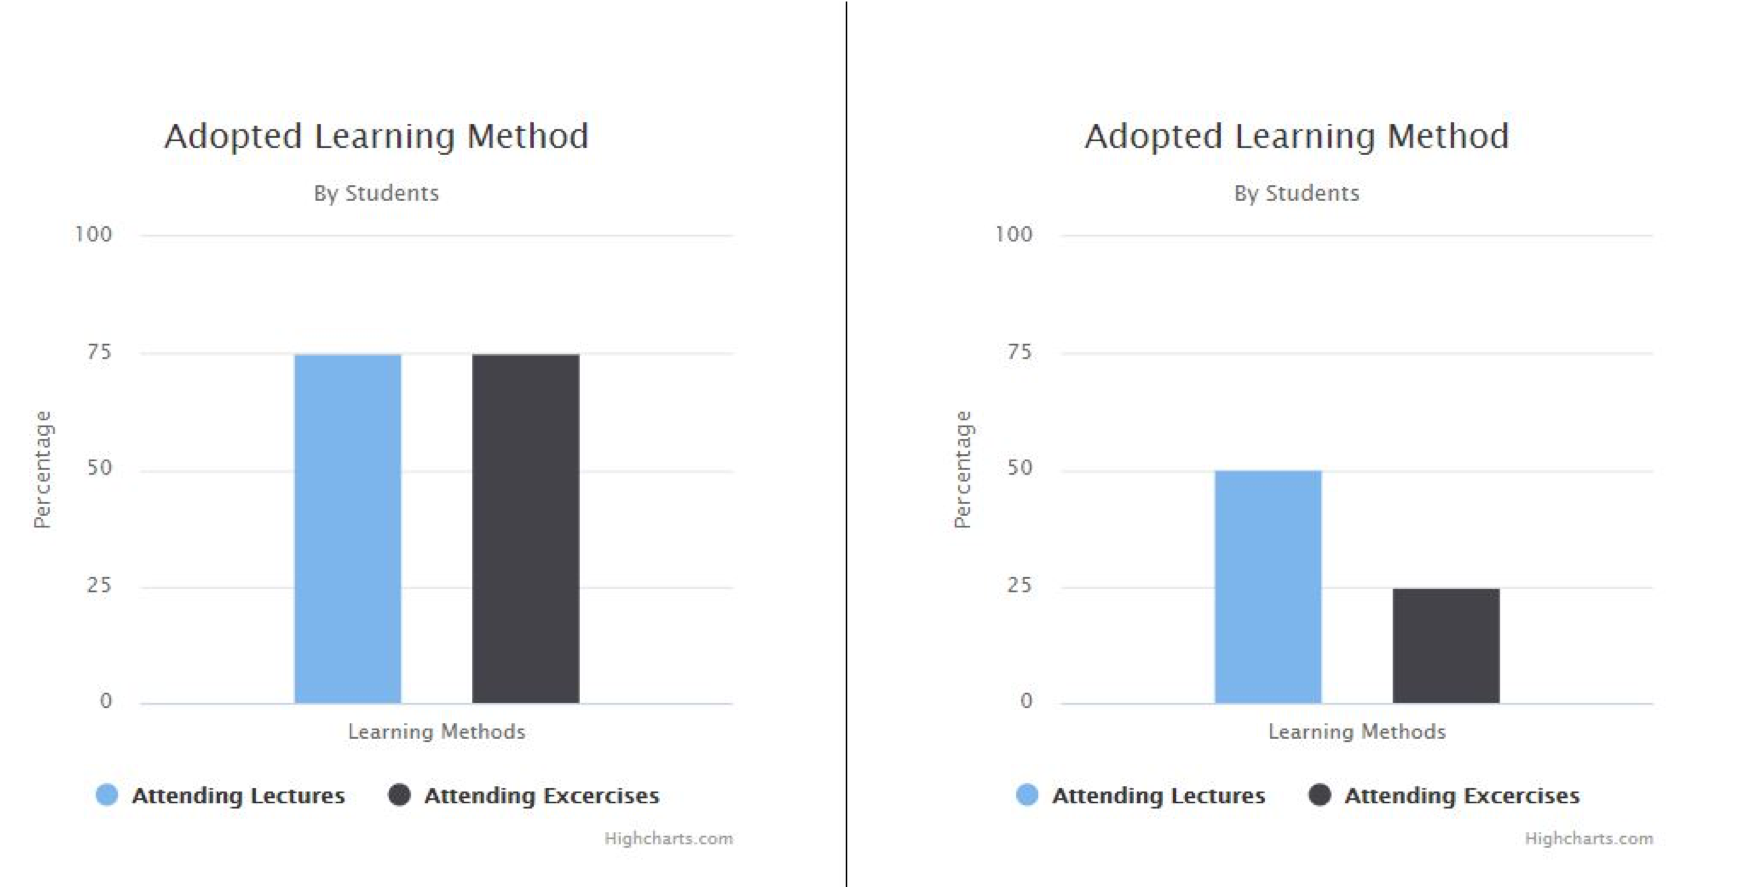 Adopted Learning Method
By Students
100
75
50
25
0
Percentage
Learning Methods
Attending Lectures
Attending Excercises
Highcharts.com
Adopted Learning Method
By Students
100
75
50
25
0
Percentage
Learning Methods
Attending Lectures
Attending Excercises
Highcharts.com